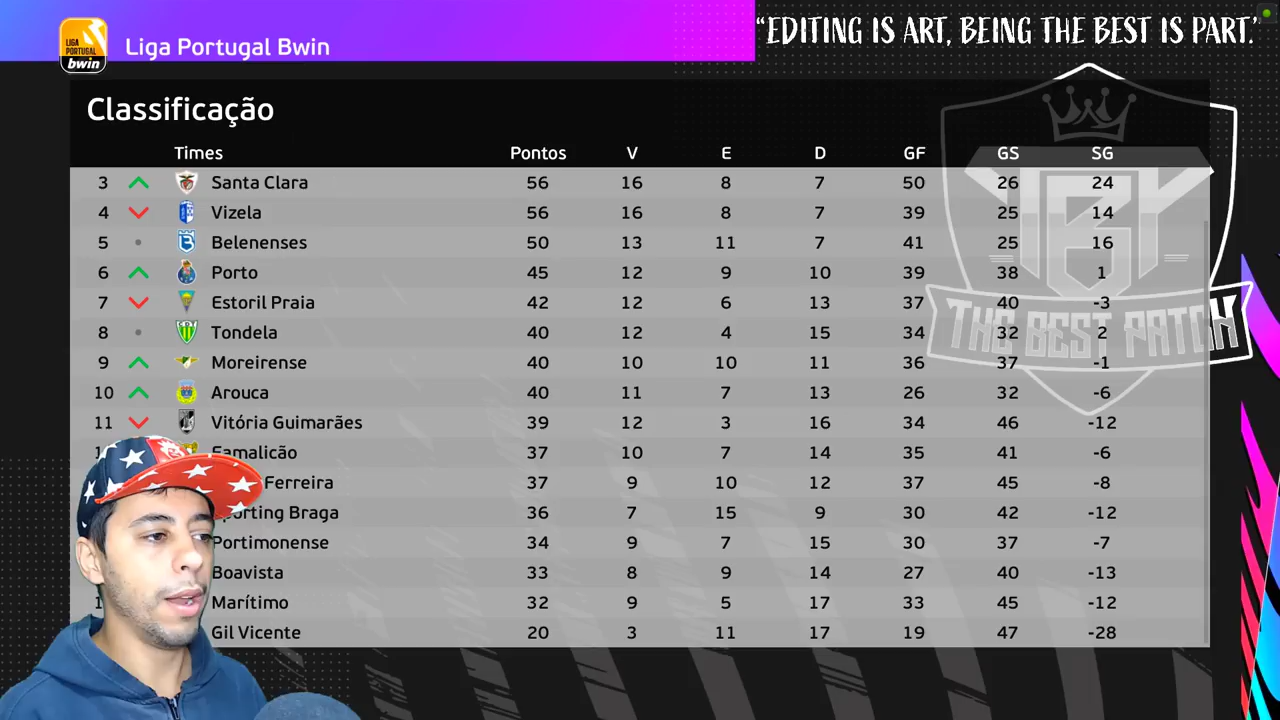 LIGA PORTUGAL bwin
Liga Portugal Bwin
“EDITING IS ART, BEING THE BEST IS PART.”
Classificação
Times Pontos V E D GF GS SG
3 Santa Clara 56 16 8 7 50 26 24
4 Vizela 56 16 8 7 39 25 14
5 Belenenses 50 13 11 7 41 25 16
6 Porto 45 12 9 10 39 38 1
7 Estoril Praia 42 12 6 13 37 40 -3
8 Tondela 40 12 4 15 34 32 2
9 Moreirense 40 10 10 11 36 37 -1
10 Arouca 40 11 7 13 26 32 -6
11 Vitória Guimarães 39 12 3 16 34 46 -12
Famalicão 37 10 7 14 35 41 -6
Ferreira 37 9 10 12 37 45 -8
Sporting Braga 36 7 15 9 30 42 -12
Portimonense 34 9 7 15 30 37 -7
Boavista 33 8 9 14 27 40 -13
Marítimo 32 9 5 17 33 45 -12
Gil Vicente 20 3 11 17 19 47 -28
TBP
THE BEST PATCH